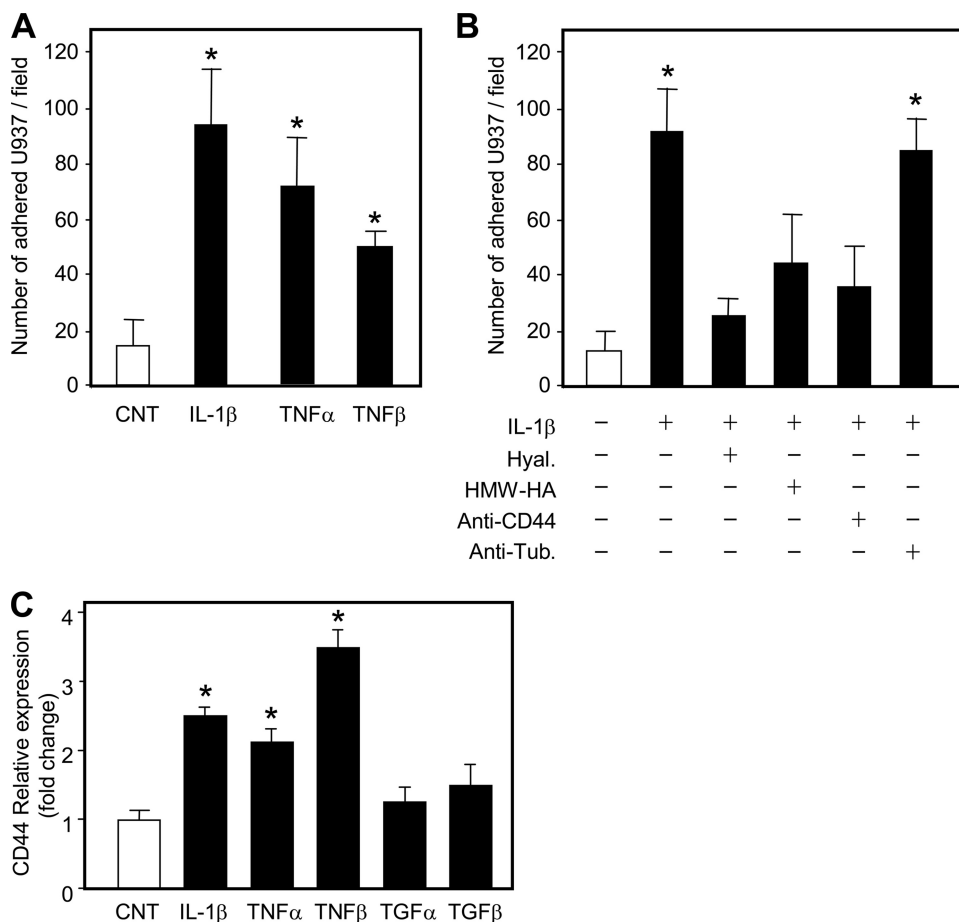 A
Number of adhered U937 / field
120
100
80
60
40
20
0
* * *
CNT IL-1β TNFα TNFβ
B
Number of adhered U937 / field
120
100
80
60
40
20
0
* *
IL-1β – + + + + +
Hyal. – – + – – –
HMW-HA – – – + – –
Anti-CD44 – – – – + –
Anti-Tub. – – – – – +
C
CD44 Relative expression
(fold change)
4
3
2
1
0
* * *
CNT IL-1β TNFα TNFβ TGFα TGFβ